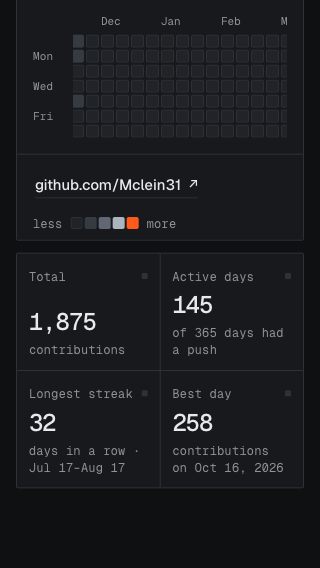 Dec Jan Feb M
Mon
Wed
Fri
github.com/Mclein31 ↗
less more
Total
1,875
contributions
Active days
145
of 365 days had
a push
Longest streak
32
days in a row ·
Jul 17–Aug 17
Best day
258
contributions
on Oct 16, 2026